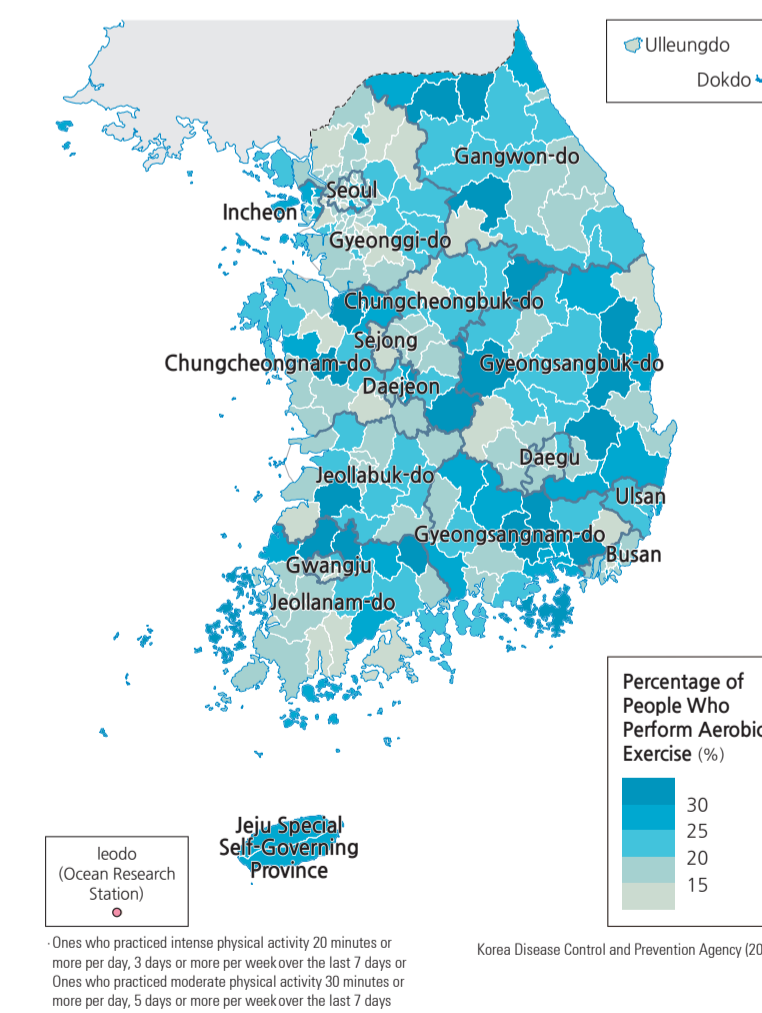 Ulleungdo
Dokdo
Gangwon-do
Seoul
Incheon
Gyeonggi-do
Chungcheongbuk-do
Sejong
Chungcheongnam-do
Gyeongsangbuk-do
Daejeon
Daegu
Jeollabuk-do
Ulsan
Gyeongsangnam-do
Busan
Gwangju
Jeollanam-do
Percentage of
People Who
Perform Aerobic
Exercise (%)
30
25
20
15
Jeju Special
Self-Governing
Province
Ieodo
(Ocean Research
Station)
· Ones who practiced intense physical activity 20 minutes or
more per day, 3 days or more per week over the last 7 days or
Ones who practiced moderate physical activity 30 minutes or
more per day, 5 days or more per week over the last 7 days
Korea Disease Control and Prevention Agency (20